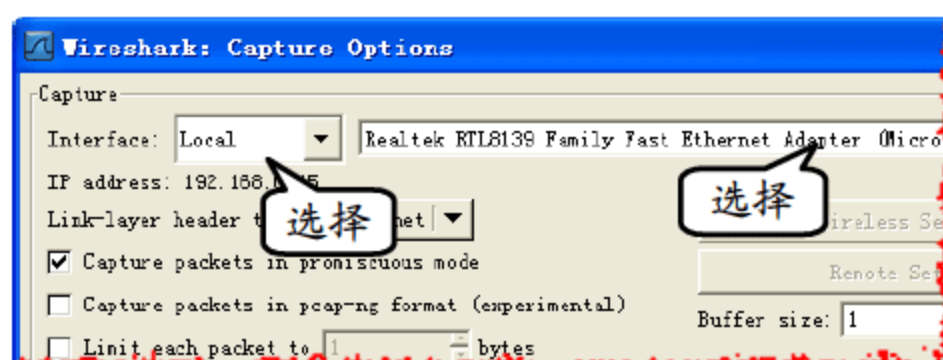 Wireshark: Capture Options
Capture
Interface: Local Realtek RTL8139 Family Fast Ethernet Adapter (Micro
IP address: 192.168.
选择
选择
Link-layer header
Capture packets in promiscuous mode
Capture packets in pcap-ng format (experimental)
Buffer size: 1
Limit each packet to 1 bytes